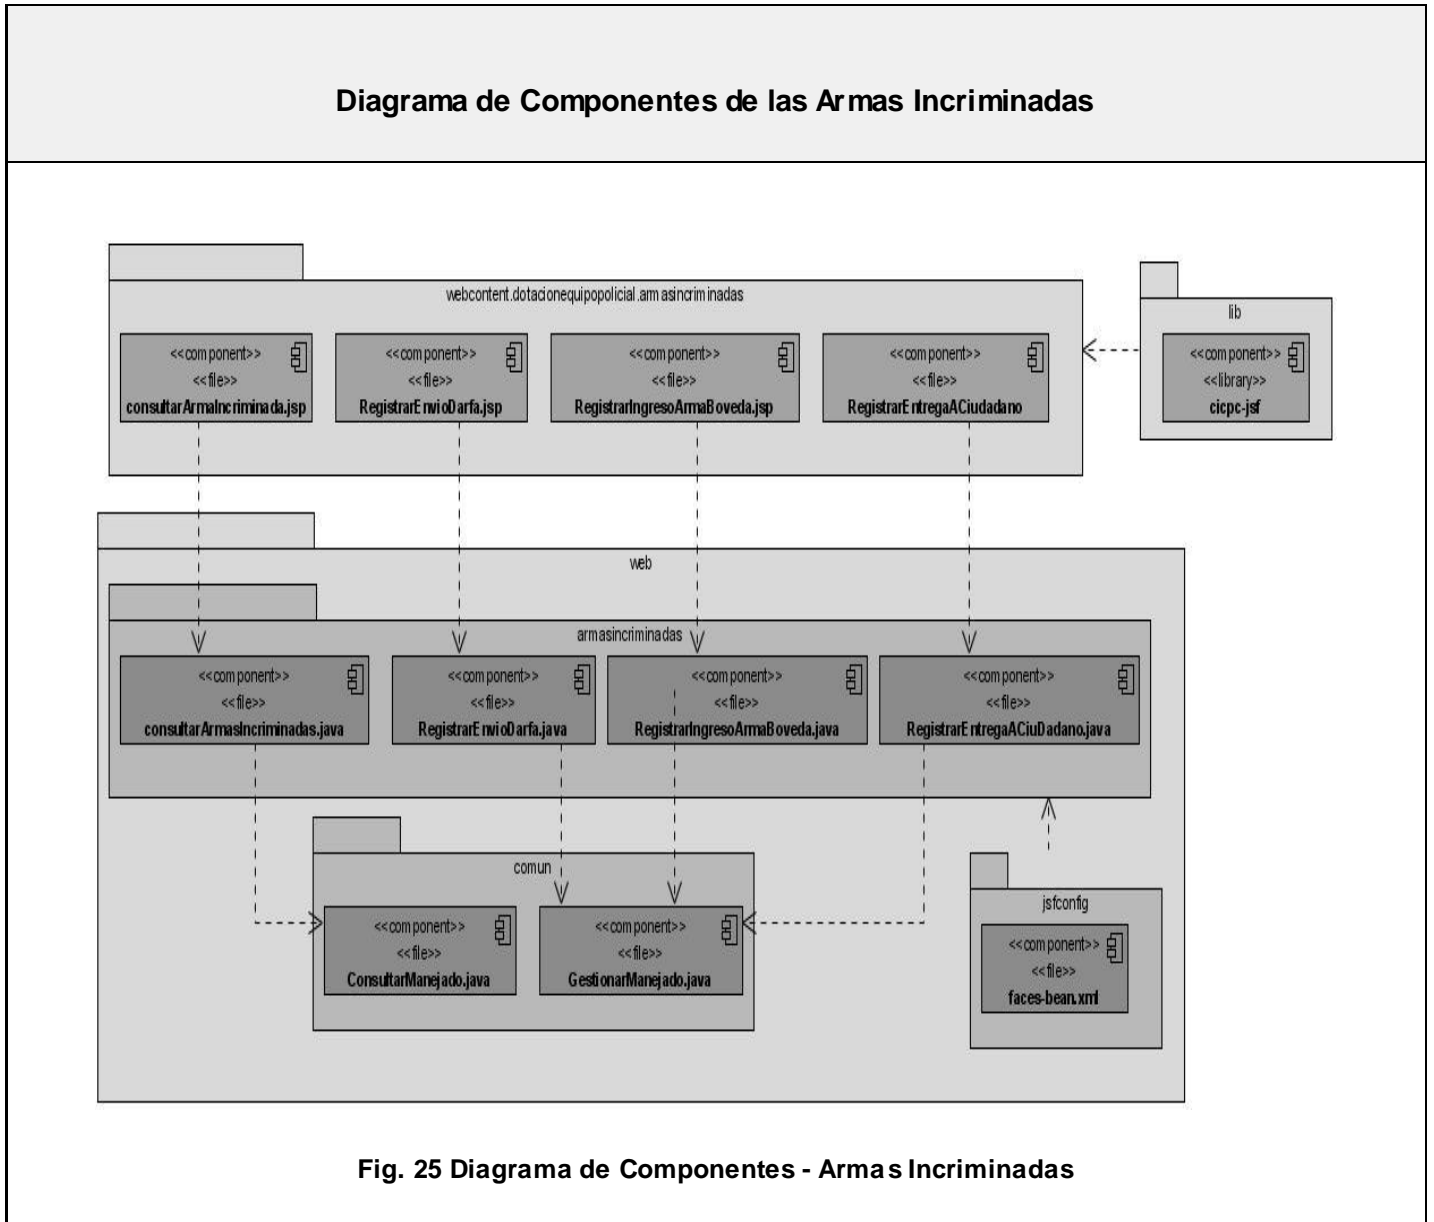 Diagrama de Componentes de las Armas Incriminadas
webcontent.dotacionequipopolicial.armasincriminadas
<<component>>
<<file>>
consultarArmaIncriminada.jsp
<<component>>
<<file>>
RegistrarEnvioDarfa.jsp
<<component>>
<<file>>
RegistrarIngresoArmaBoveda.jsp
<<component>>
<<file>>
RegistrarEntregaACiudadano
lib
<<component>>
<<library>>
cicpc-jsf
web
armasincriminadas
<<component>>
<<file>>
consultarArmasIncriminadas.java
<<component>>
<<file>>
RegistrarEnvioDarfa.java
<<component>>
<<file>>
RegistrarIngresoArmaBoveda.java
<<component>>
<<file>>
RegistrarEntregaACiuDadano.java
comun
<<component>>
<<file>>
ConsultarManejado.java
<<component>>
<<file>>
GestionarManejado.java
jsfconfig
<<component>>
<<file>>
faces-bean.xml
Fig. 25 Diagrama de Componentes - Armas Incriminadas